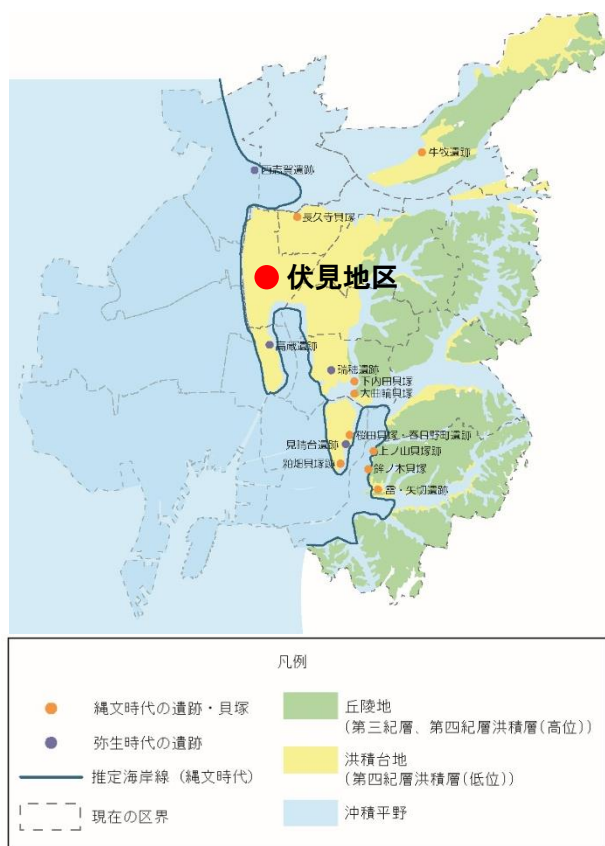 牛牧遺跡
西志賀遺跡
長久寺貝塚
伏見地区
高蔵遺跡
瑞穂遺跡
下内田貝塚
大曲輪貝塚
桜田貝塚・春日野町遺跡
見晴台遺跡
上ノ山貝塚跡
粕畑貝塚跡
鉾ノ木貝塚
雷・矢切遺跡
凡例
縄文時代の遺跡・貝塚
弥生時代の遺跡
推定海岸線（縄文時代）
現在の区界
丘陵地
(第三紀層、第四紀層洪積層(高位))
洪積台地
(第四紀層洪積層(低位))
沖積平野